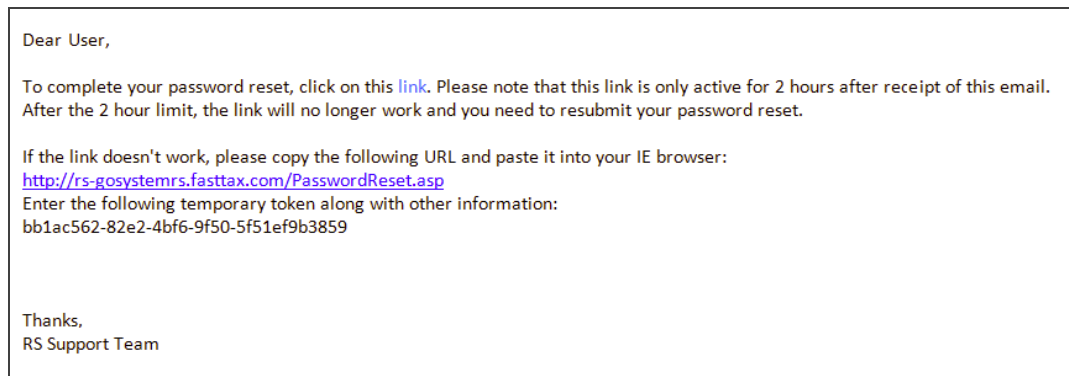 Dear User,
To complete your password reset, click on this link. Please note that this link is only active for 2 hours after receipt of this email.
After the 2 hour limit, the link will no longer work and you need to resubmit your password reset.
If the link doesn't work, please copy the following URL and paste it into your IE browser:
http://rs-gosystemrs.fasttax.com/PasswordReset.asp
Enter the following temporary token along with other information:
bb1ac562-82e2-4bf6-9f50-5f51ef9b3859
Thanks,
RS Support Team